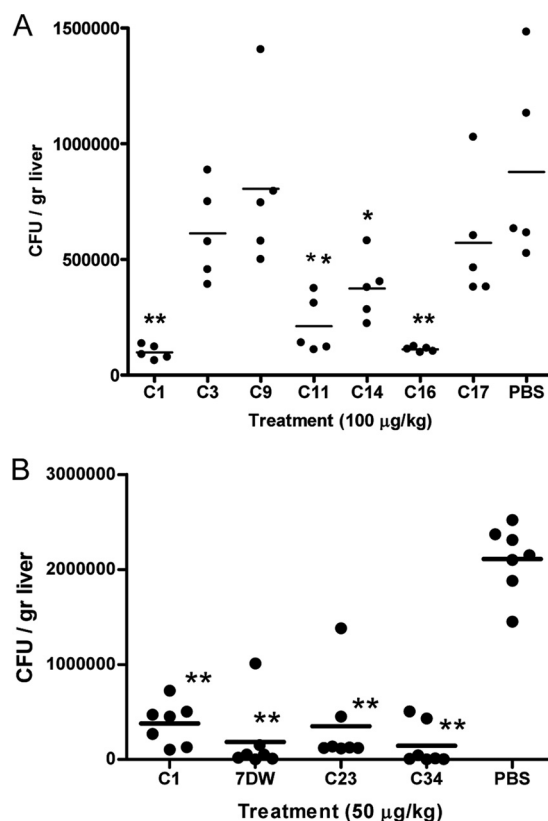 A
1500000
1000000
500000
0
CFU / gr liver
**
**
*
**
C1 C3 C9 C11 C14 C16 C17 PBS
Treatment (100 µg/kg)
B
3000000
2000000
1000000
0
CFU / gr liver
**
**
**
**
C1 7DW C23 C34 PBS
Treatment (50 µg/kg)